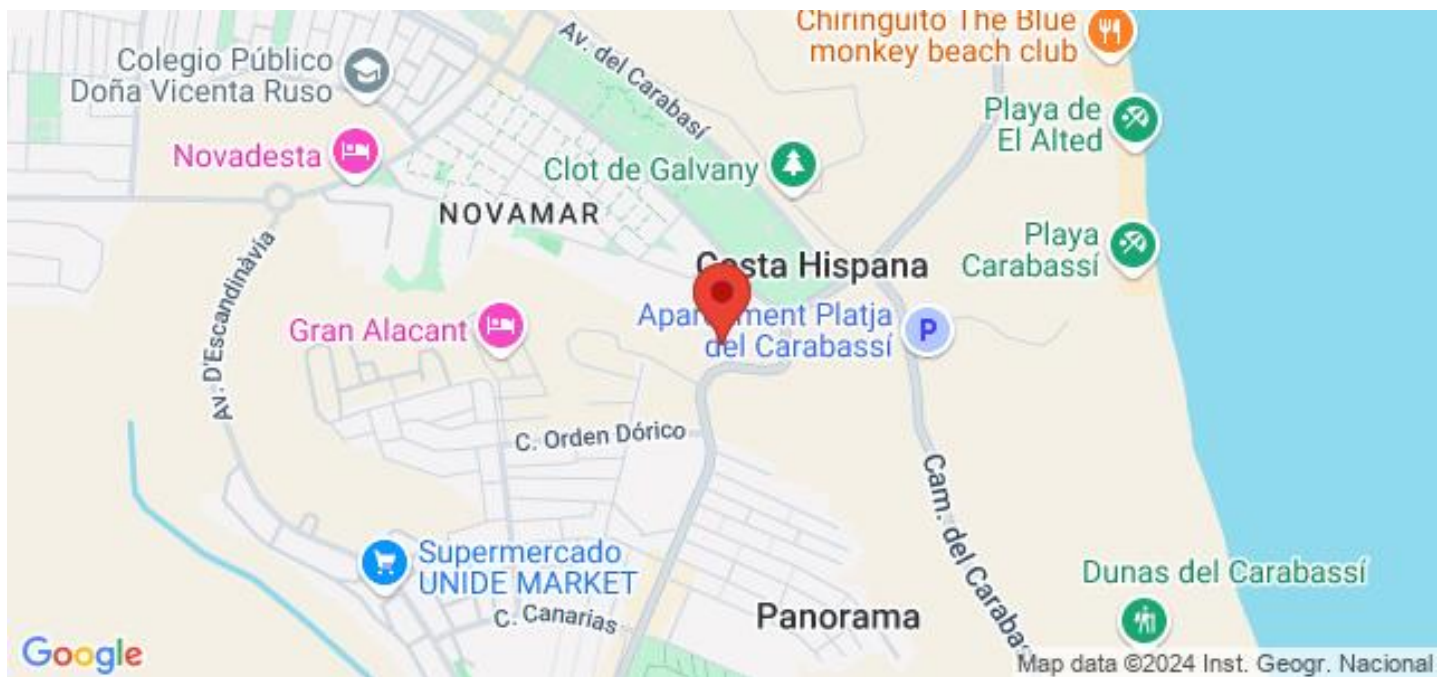 Chiringuito The Blue
monkey beach club
Av. del Carabasí
Colegio Público
Doña Vicenta Ruso
Playa de
El Alted
Novadesta
Clot de Galvany
NOVAMAR
Playa
Carabassí
Costa Hispana
Av. D'Escandinàvia
Gran Alacant
Aparcament Platja
del Carabassí
P
C. Orden Dórico
Cam. del Carabas
Supermercado
UNIDE MARKET
Dunas del Carabassí
C. Canarias
Panorama
Google
Map data ©2024 Inst. Geogr. Nacional